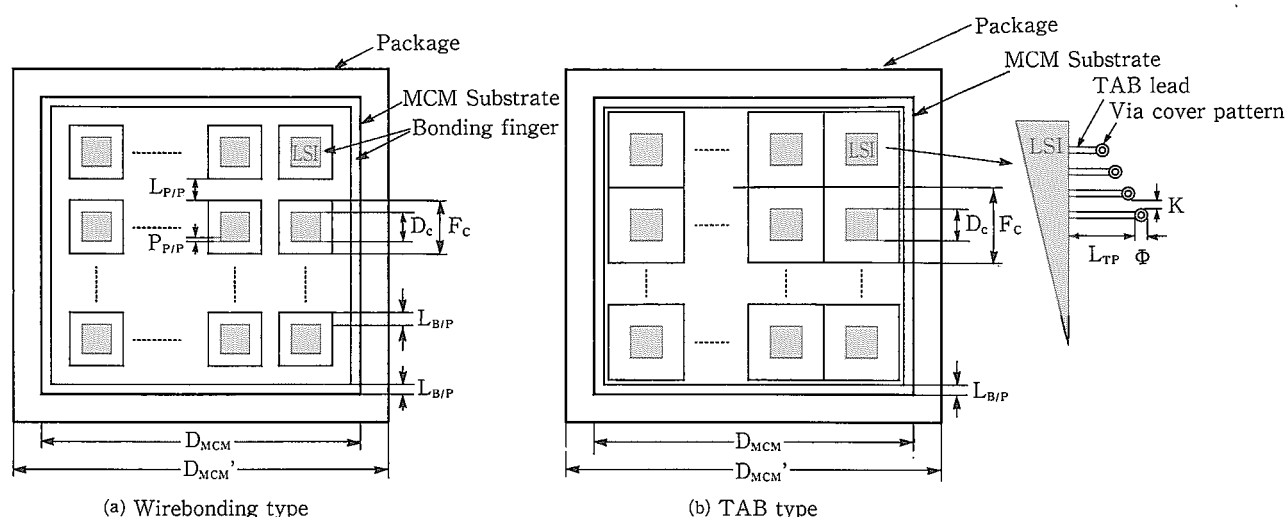 Package
MCM Substrate
Bonding finger
LSI
L_P/P
P_P/P
D_c F_C
L_B/P
L_B/P
D_MCM
D_MCM'
(a) Wirebonding type
Package
MCM Substrate
TAB lead
Via cover pattern
LSI
LSI
K
L_TP Φ
D_c F_C
L_B/P
D_MCM
D_MCM'
(b) TAB type